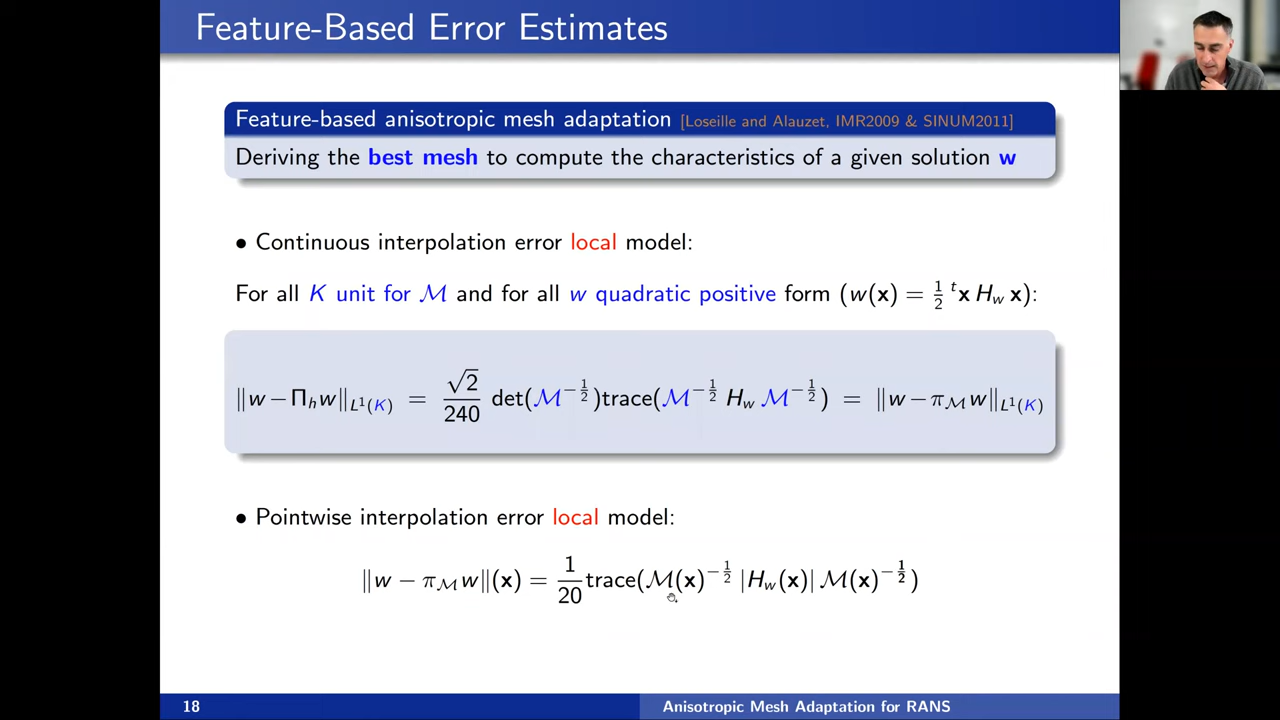 Feature-Based Error Estimates
Feature-based anisotropic mesh adaptation [Loseille and Alauzet, IMR2009 & SINUM2011]
Deriving the best mesh to compute the characteristics of a given solution w
• Continuous interpolation error local model:
For all K unit for ℳ and for all w quadratic positive form (w(x) = 1/2 ᵗx H_w x):
‖w − Π_h w‖_{L¹(K)} = √2/240 det(ℳ^{−1/2})trace(ℳ^{−1/2} H_w ℳ^{−1/2}) = ‖w − π_ℳ w‖_{L¹(K)}
• Pointwise interpolation error local model:
‖w − π_ℳ w‖(x) = 1/20 trace(ℳ(x)^{−1/2} |H_w(x)| ℳ(x)^{−1/2})
18 Anisotropic Mesh Adaptation for RANS